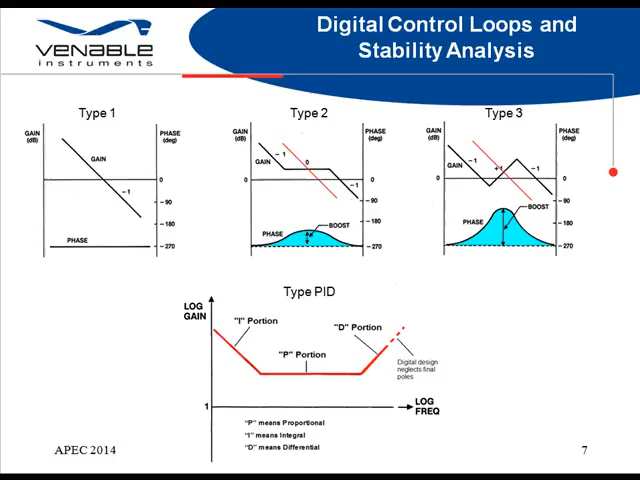 VENABLE
instruments
Digital Control Loops and
Stability Analysis
Type 1
GAIN
(dB)
PHASE
(deg)
GAIN
0
−1
−90
−180
PHASE
−270
Type 2
GAIN
(dB)
PHASE
(deg)
−1
0
GAIN
0
0
−1
−90
−180
BOOST
PHASE
−270
Type 3
GAIN
(dB)
PHASE
(deg)
GAIN
−1
+1
−1
0
0
−90
BOOST
PHASE
−180
−270
Type PID
LOG
GAIN
"I" Portion
"D" Portion
"P" Portion
Digital design
neglects final
poles
1
LOG
FREQ
"P" means Proportional
"I" means Integral
"D" means Differential
APEC 2014
7